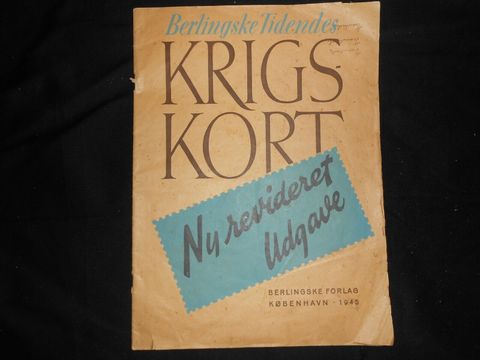 Berlingske Tidendes
KRIGS
KORT
Ny revideret
Udgave
BERLINGSKE FORLAG
KØBENHAVN - 1945